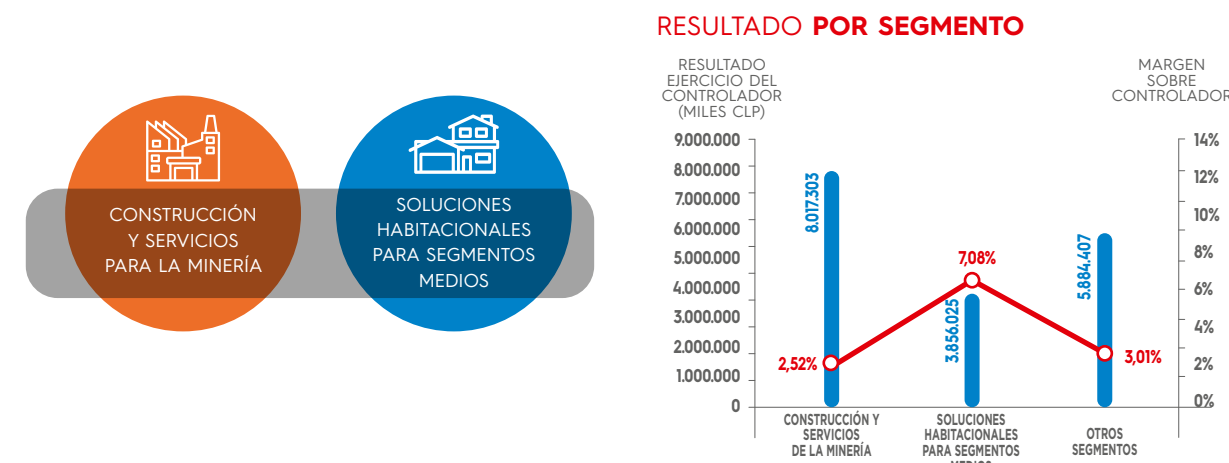 CONSTRUCCIÓN
Y SERVICIOS
PARA LA MINERÍA
SOLUCIONES
HABITACIONALES
PARA SEGMENTOS
MEDIOS
RESULTADO POR SEGMENTO
RESULTADO
EJERCICIO DEL
CONTROLADOR
(MILES CLP)
MARGEN
SOBRE
CONTROLADOR
9.000.000
8.000.000
7.000.000
6.000.000
5.000.000
4.000.000
3.000.000
2.000.000
1.000.000
0
8.017.303
2,52%
3.856.025
7,08%
5.884.407
3,01%
14%
12%
10%
8%
6%
4%
2%
0%
CONSTRUCCIÓN Y
SERVICIOS
DE LA MINERÍA
SOLUCIONES
HABITACIONALES
PARA SEGMENTOS
MEDIOS
OTROS
SEGMENTOS